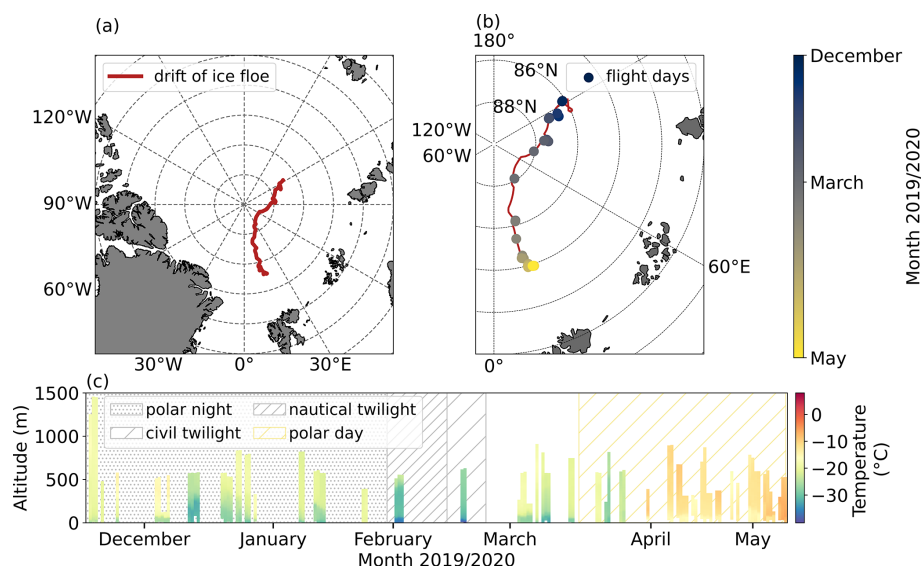 (a)
drift of ice floe
120°W
90°W
60°W
30°W
0°
30°E
(b)
180°
86°N
88°N
flight days
120°W
60°W
60°E
0°
December
March
May
Month 2019/2020
(c)
1500
1000
500
0
Altitude (m)
polar night
nautical twilight
civil twilight
polar day
December
January
February
March
April
May
Month 2019/2020
0
−10
−20
−30
Temperature
(°C)